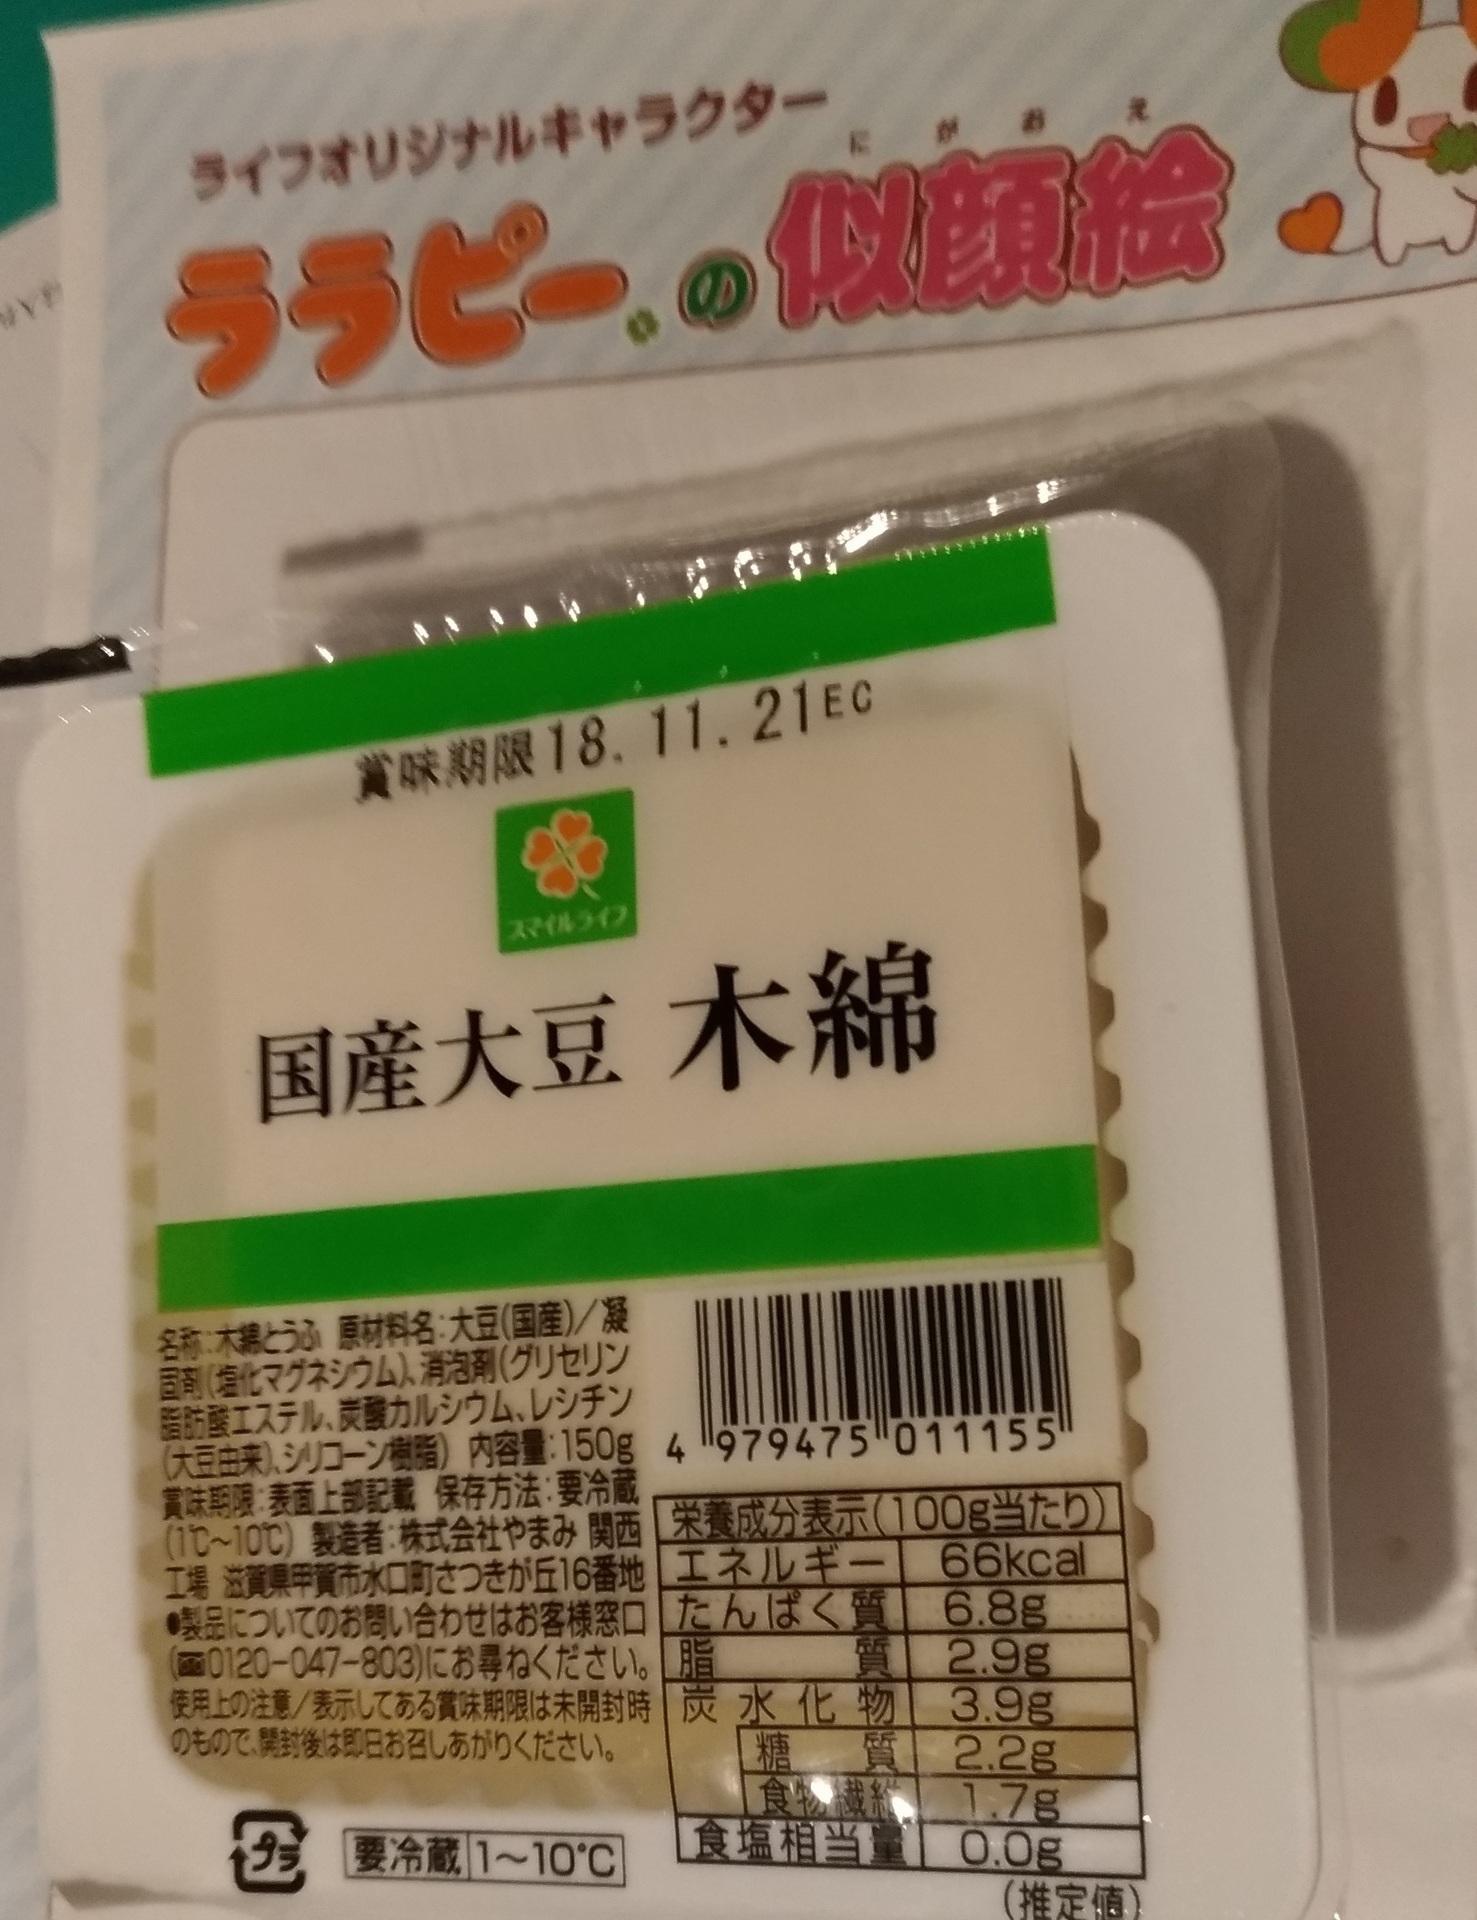 ライフオリジナルキャラクター
に が お え
ララピーの似顔絵
賞味期限18.11.21EC
スマイルライフ
国産大豆 木綿
名称:木綿とうふ 原材料名:大豆(国産)/凝
固剤(塩化マグネシウム)、消泡剤(グリセリン
脂肪酸エステル、炭酸カルシウム、レシチン
(大豆由来)、シリコーン樹脂) 内容量:150g
賞味期限:表面上部記載 保存方法:要冷蔵
(1℃~10℃) 製造者:株式会社やまみ 関西
工場 滋賀県甲賀市水口町さつきが丘16番地
●製品についてのお問い合わせはお客様窓口
(☎0120-047-803)にお尋ねください。
使用上の注意/表示してある賞味期限は未開封時
のもので、開封後は即日お召しあがりください。
プラ
要冷蔵 1~10℃
4 979475 011155
栄養成分表示(100g当たり)
エネルギー 66kcal
たんぱく質 6.8g
脂質 2.9g
炭水化物 3.9g
糖質 2.2g
食物繊維 1.7g
食塩相当量 0.0g
(推定値)